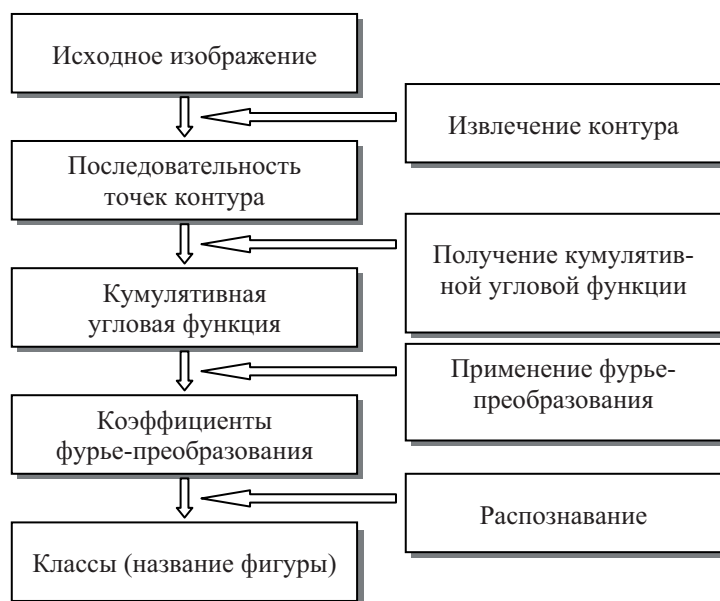 Исходное изображение
Извлечение контура
Последовательность
точек контура
Получение кумулятив-
ной угловой функции
Кумулятивная
угловая функция
Применение фурье-
преобразования
Коэффициенты
фурье-преобразования
Распознавание
Классы (название фигуры)